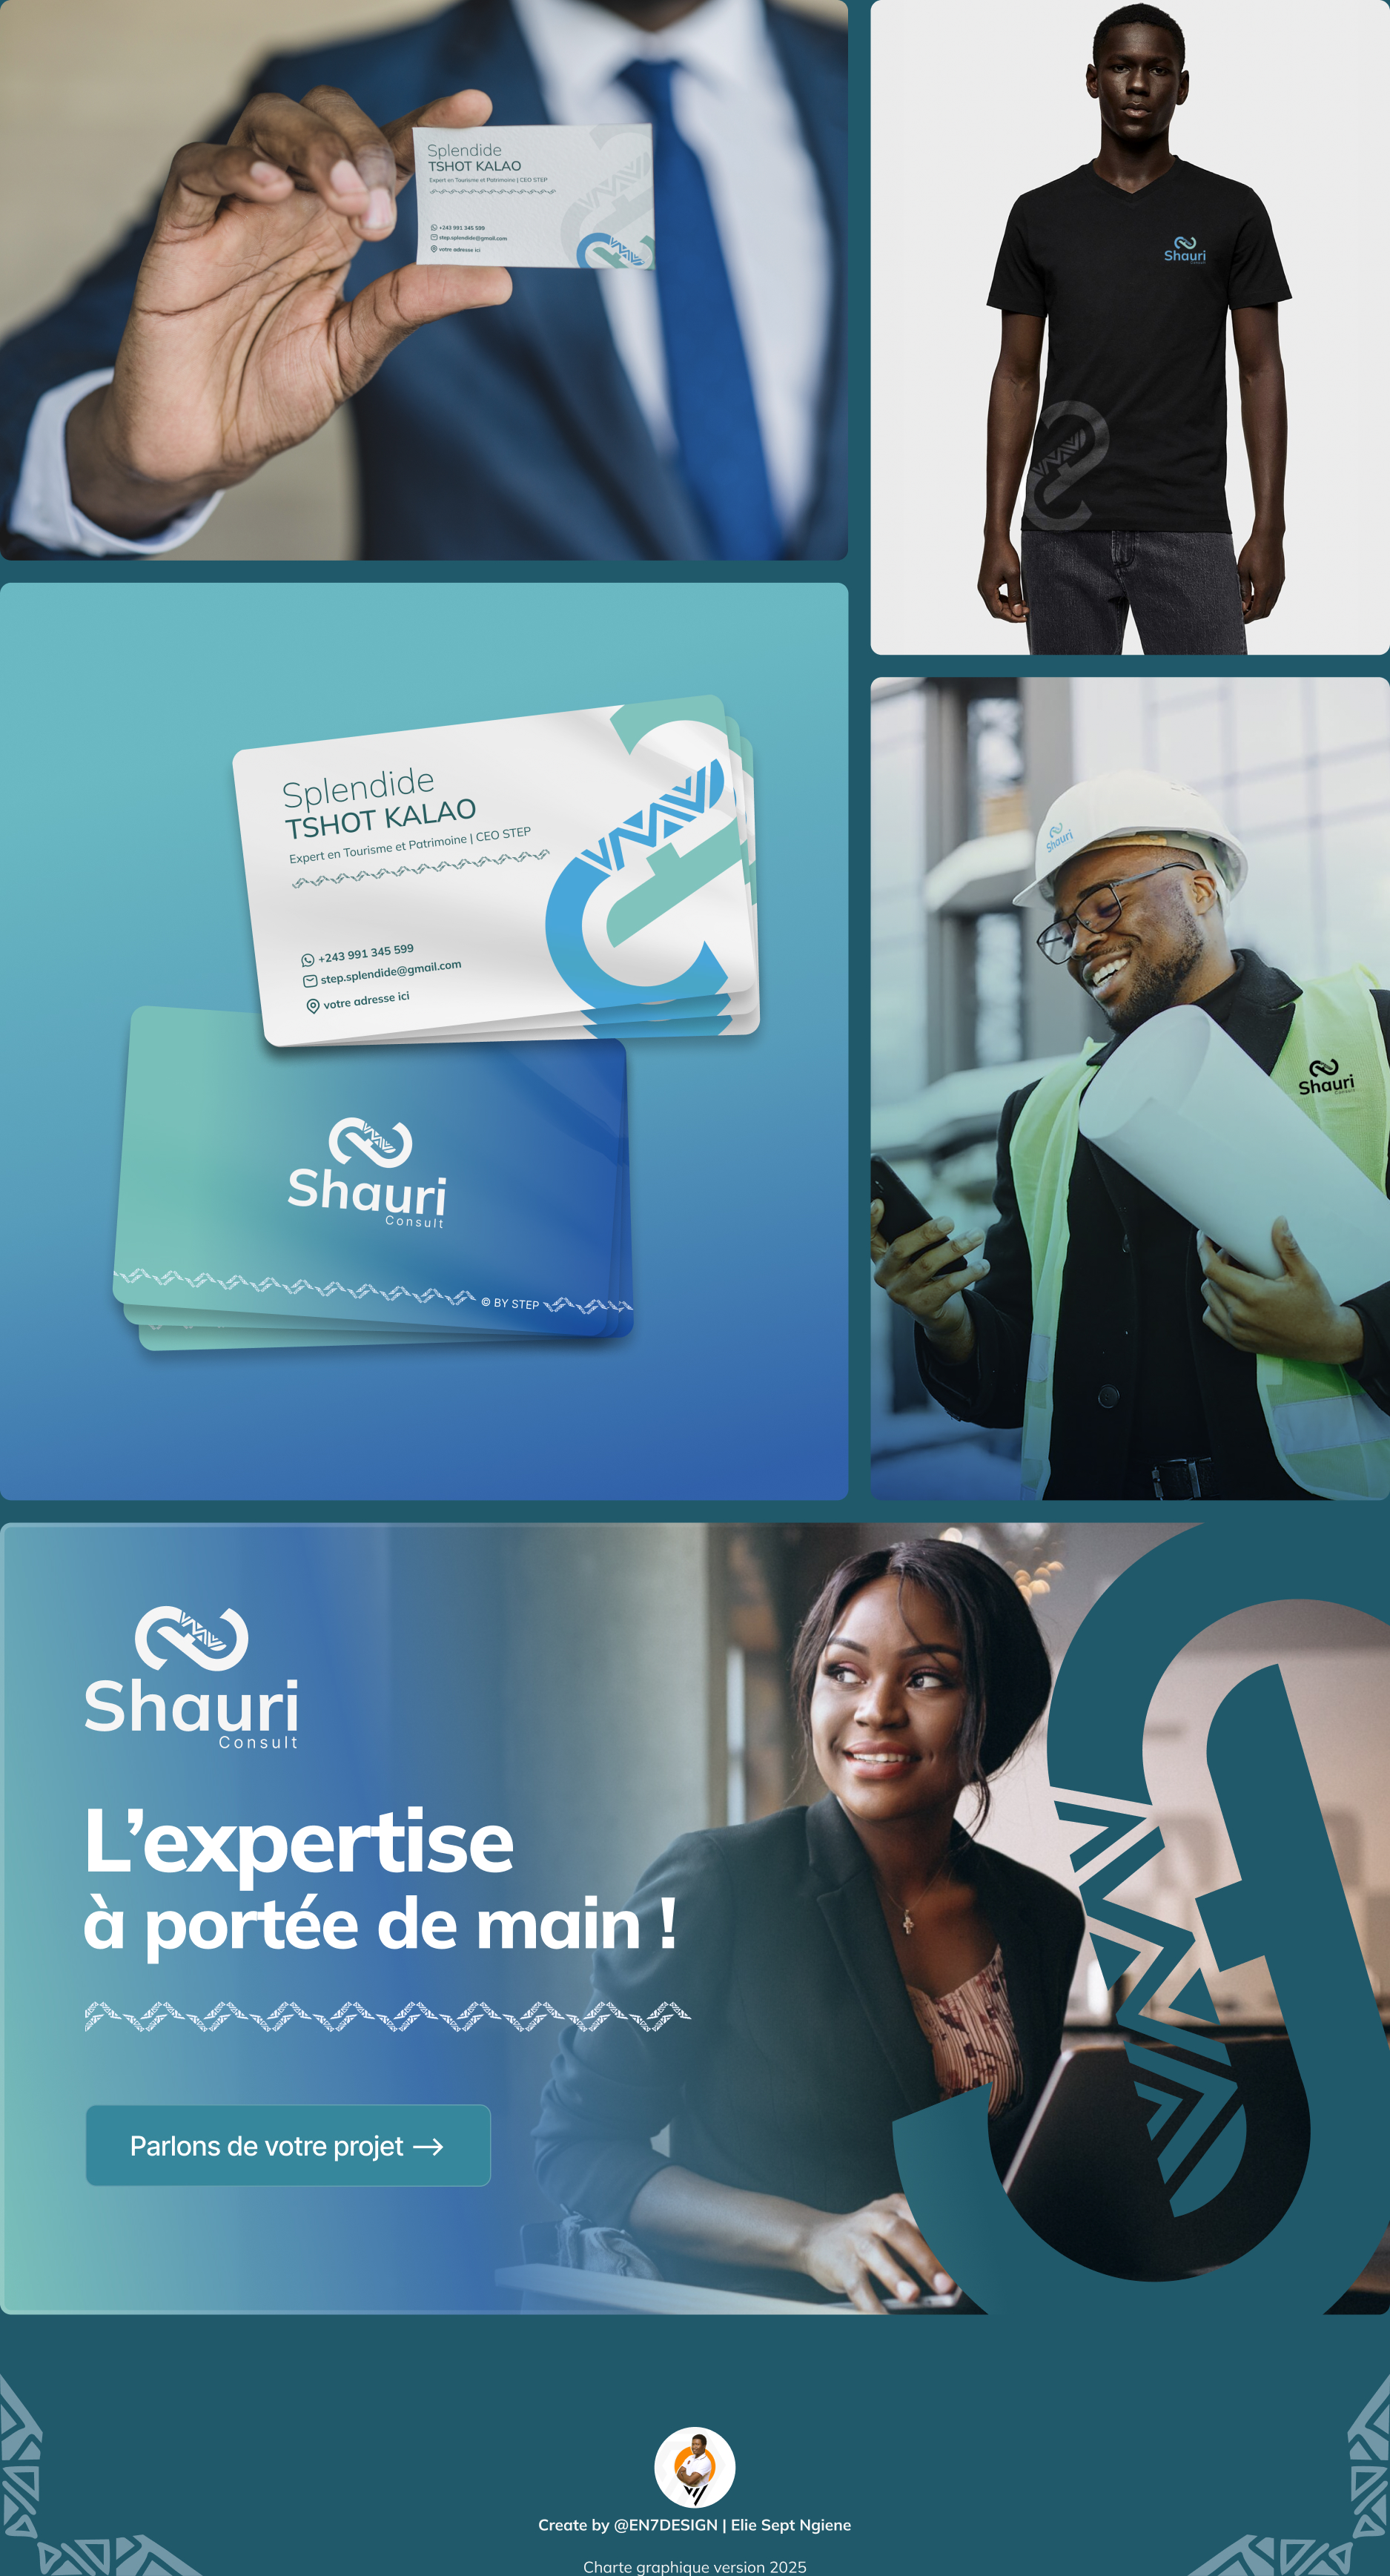 Splendide
TSHOT KALAO
Expert en Tourisme et Patrimoine | CEO STEP
+243 991 345 599
step.splendide@gmail.com
votre adresse ici
Shauri
Consult
Splendide
TSHOT KALAO
Expert en Tourisme et Patrimoine | CEO STEP
+243 991 345 599
step.splendide@gmail.com
votre adresse ici
Shauri
Consult
© BY STEP
Shauri
Shauri
Consult
Shauri
Consult
L'expertise
à portée de main !
Parlons de votre projet →
Create by @EN7DESIGN | Elie Sept Ngiene
Charte graphique version 2025